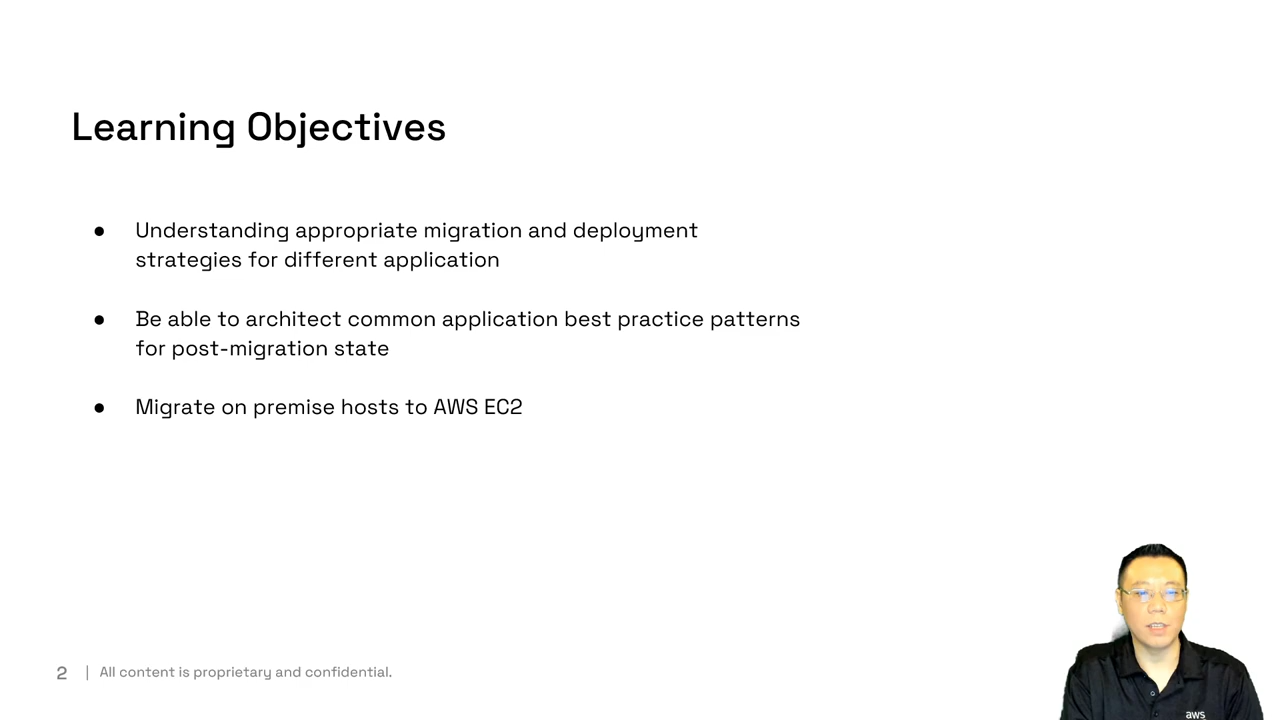 Learning Objectives
● Understanding appropriate migration and deployment
strategies for different application
● Be able to architect common application best practice patterns
for post-migration state
● Migrate on premise hosts to AWS EC2
2 | All content is proprietary and confidential.
aws